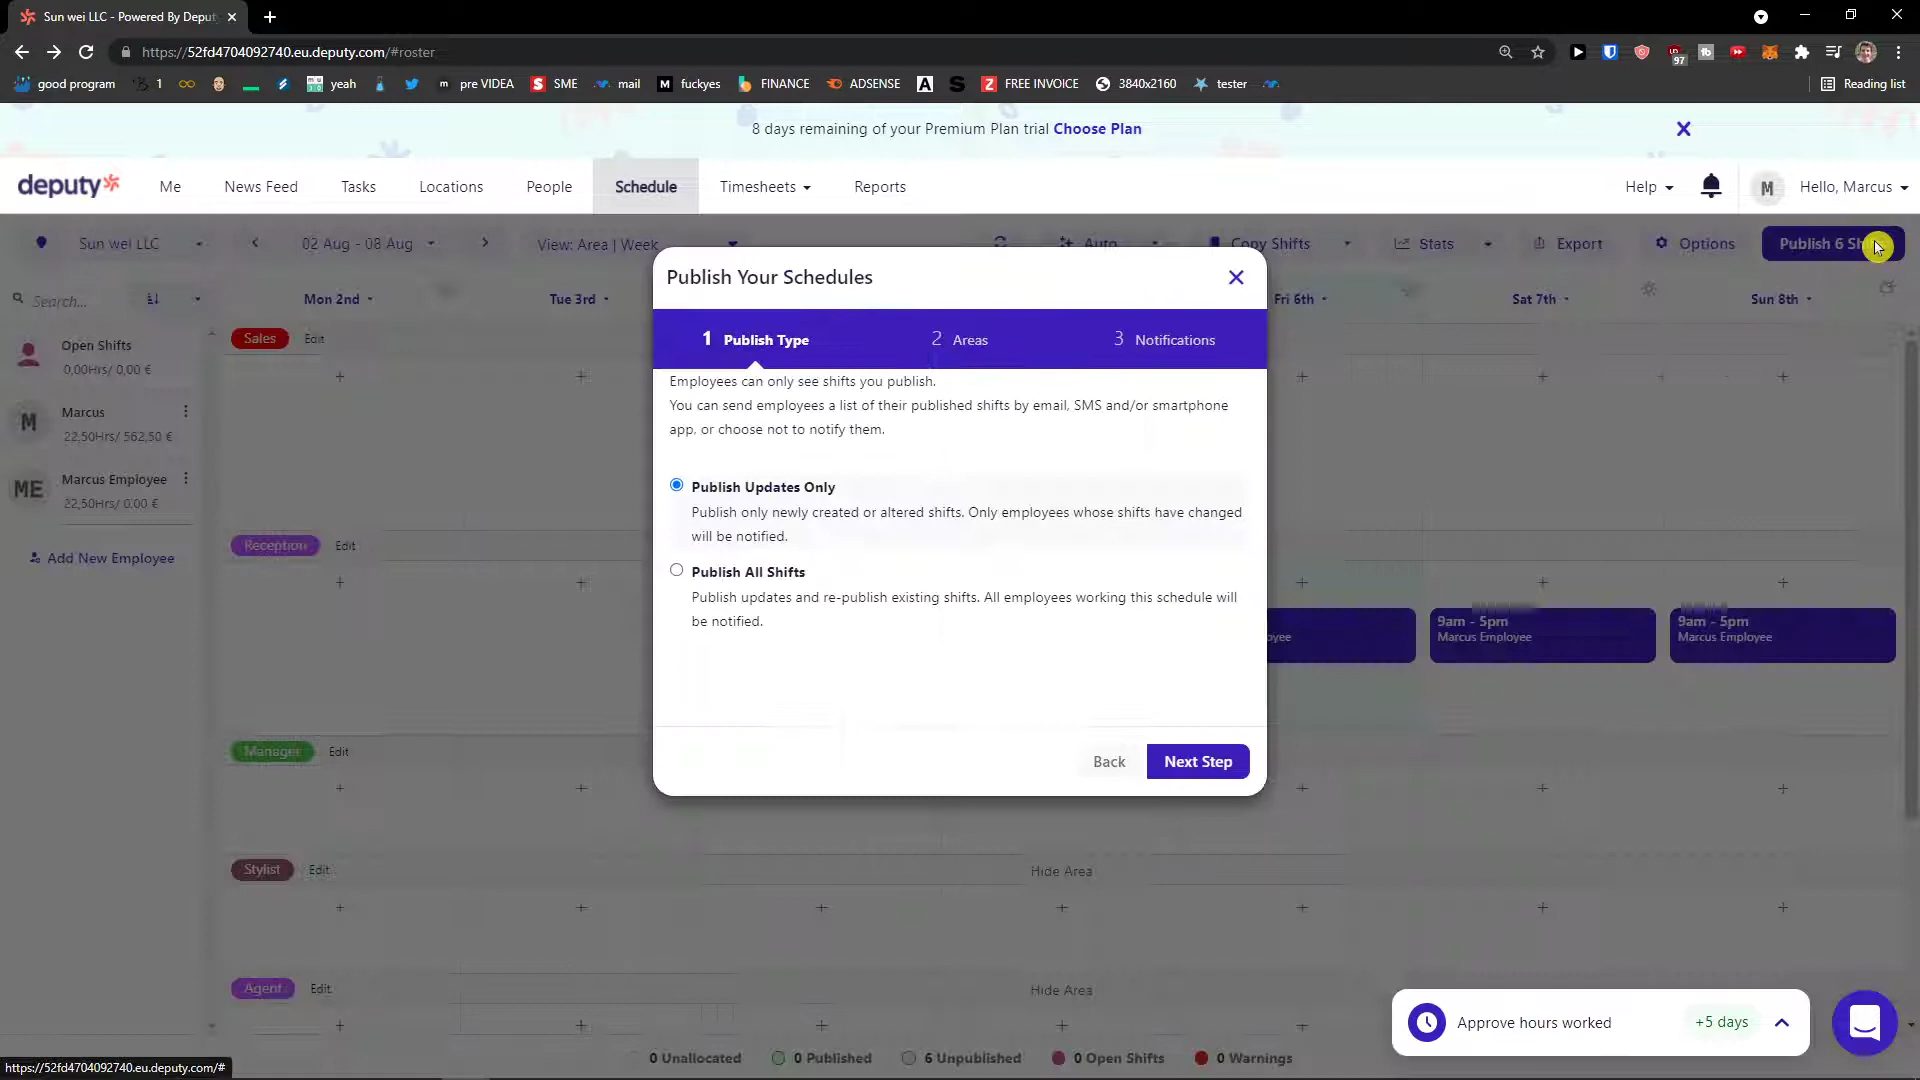 Sun wei LLC - Powered By Deput
https://52fd4704092740.eu.deputy.com/#roster
97
good program
1
yeah
pre VIDEA
SME
mail
fuckyes
FINANCE
ADSENSE
FREE INVOICE
3840x2160
tester
Reading list
8 days remaining of your Premium Plan trial Choose Plan
deputy
Me
News Feed
Tasks
Locations
People
Schedule
Timesheets
Reports
Help
M
Hello, Marcus
Sun wei LLC
02 Aug - 08 Aug
View: Area | Week
Auto
Copy Shifts
Stats
Export
Options
Publish 6 Sh
Search...
Mon 2nd
Tue 3rd
Fri 6th
Sat 7th
Sun 8th
Open Shifts
0,00Hrs/ 0,00 €
M
Marcus
22,50Hrs/ 562,50 €
ME
Marcus Employee
22,50Hrs/ 0,00 €
Add New Employee
Sales
Edit
Reception
Edit
Manager
Edit
Stylist
Edit
Hide Area
Agent
Edit
Hide Area
Publish Your Schedules
1 Publish Type
2 Areas
3 Notifications
Employees can only see shifts you publish.
You can send employees a list of their published shifts by email, SMS and/or smartphone
app, or choose not to notify them.
Publish Updates Only
Publish only newly created or altered shifts. Only employees whose shifts have changed
will be notified.
Publish All Shifts
Publish updates and re-publish existing shifts. All employees working this schedule will
be notified.
Back
Next Step
oyee
9am - 5pm
Marcus Employee
9am - 5pm
Marcus Employee
Approve hours worked
+5 days
0 Unallocated
0 Published
6 Unpublished
0 Open Shifts
0 Warnings
https://52fd4704092740.eu.deputy.com/#